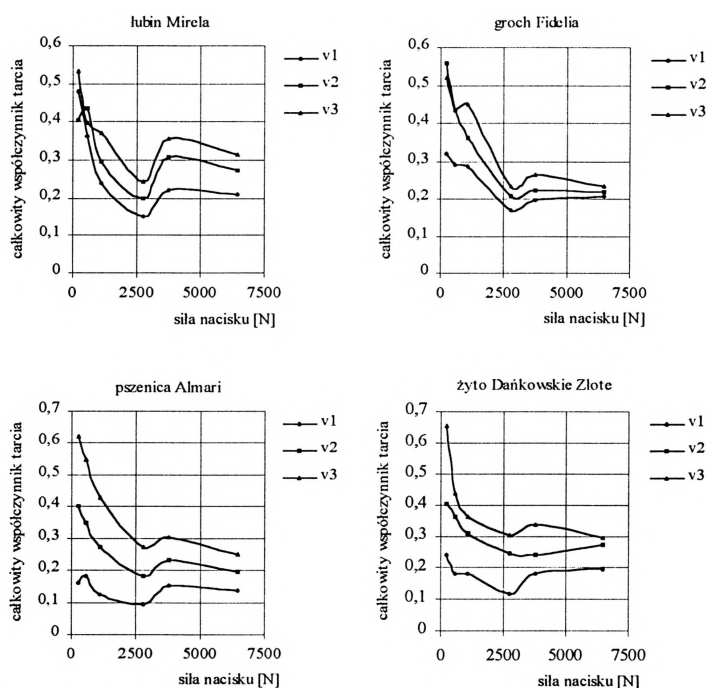 łubin Mirela
całkowity współczynnik tarcia
0,6
0,5
0,4
0,3
0,2
0,1
0
0 2500 5000 7500
siła nacisku [N]
v1
v2
v3
groch Fidelia
całkowity współczynnik tarcia
0,6
0,5
0,4
0,3
0,2
0,1
0
0 2500 5000 7500
siła nacisku [N]
v1
v2
v3
pszenica Almari
całkowity współczynnik tarcia
0,7
0,6
0,5
0,4
0,3
0,2
0,1
0
0 2500 5000 7500
siła nacisku [N]
v1
v2
v3
żyto Dańkowskie Złote
całkowity współczynnik tarcia
0,7
0,6
0,5
0,4
0,3
0,2
0,1
0
0 2500 5000 7500
siła nacisku [N]
v1
v2
v3